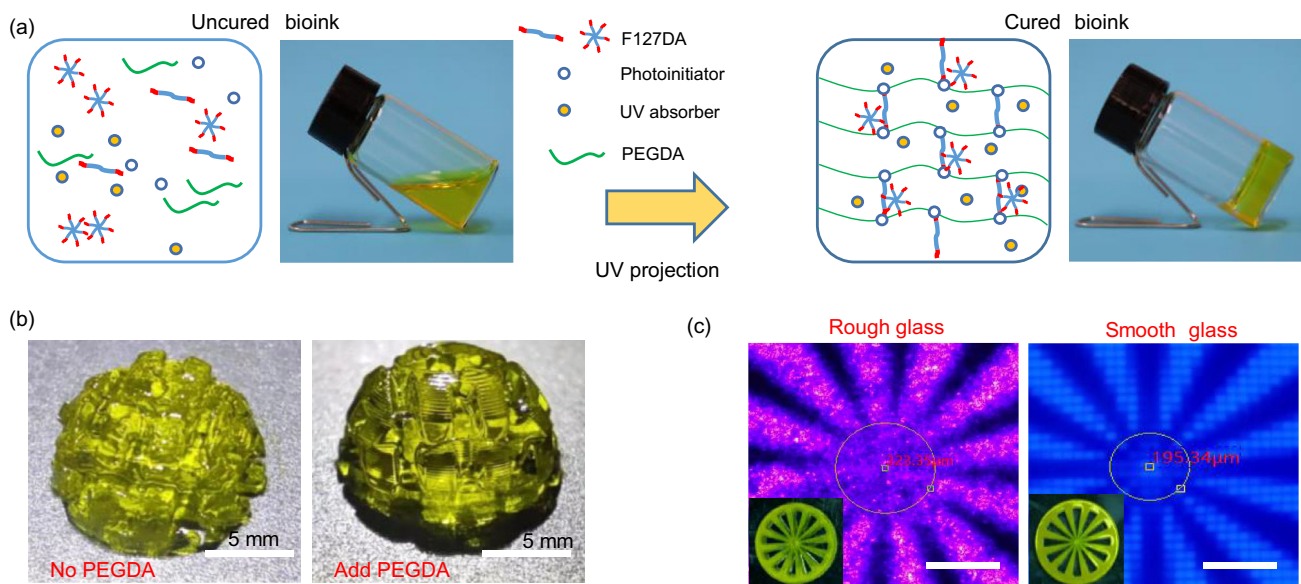 (a)
Uncured bioink
Cured bioink
F127DA
Photoinitiator
UV absorber
PEGDA
UV projection
(b)
No PEGDA
5 mm
Add PEGDA
5 mm
(c)
Rough glass
Smooth glass
195.34µm